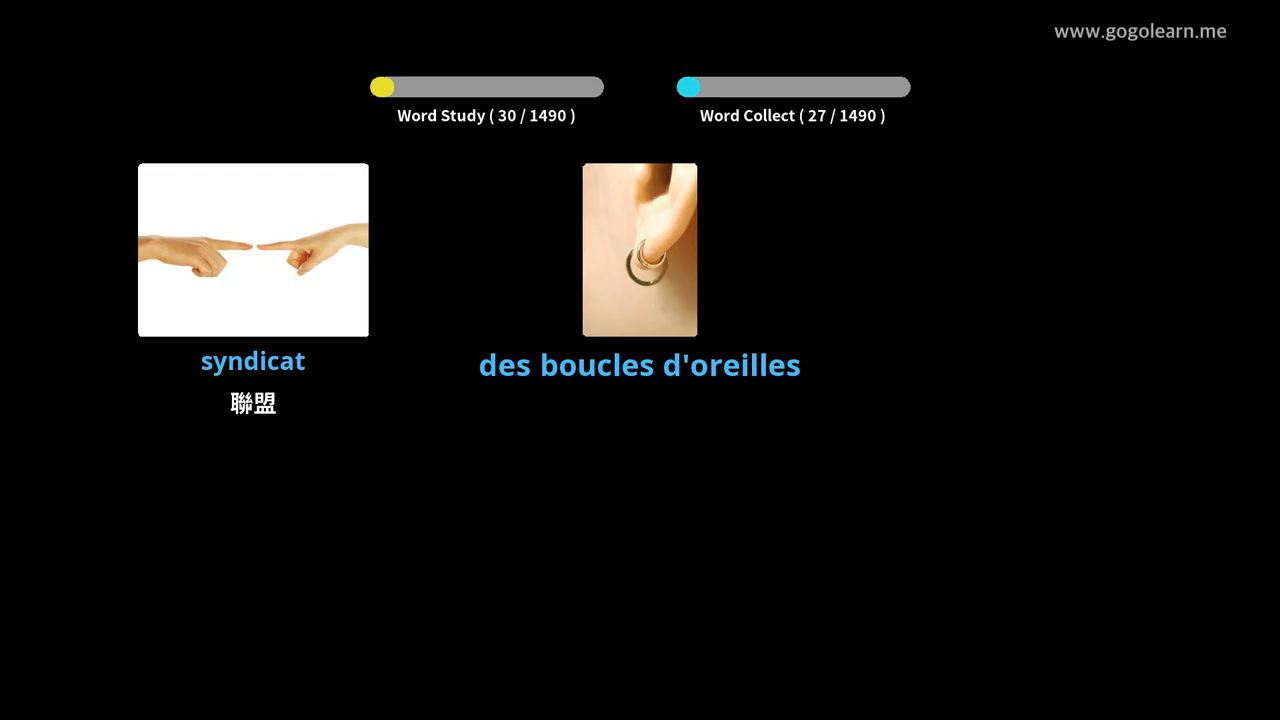 www.gogolearn.me
Word Study ( 30 / 1490 )
Word Collect ( 27 / 1490 )
syndicat
des boucles d'oreilles
聯盟